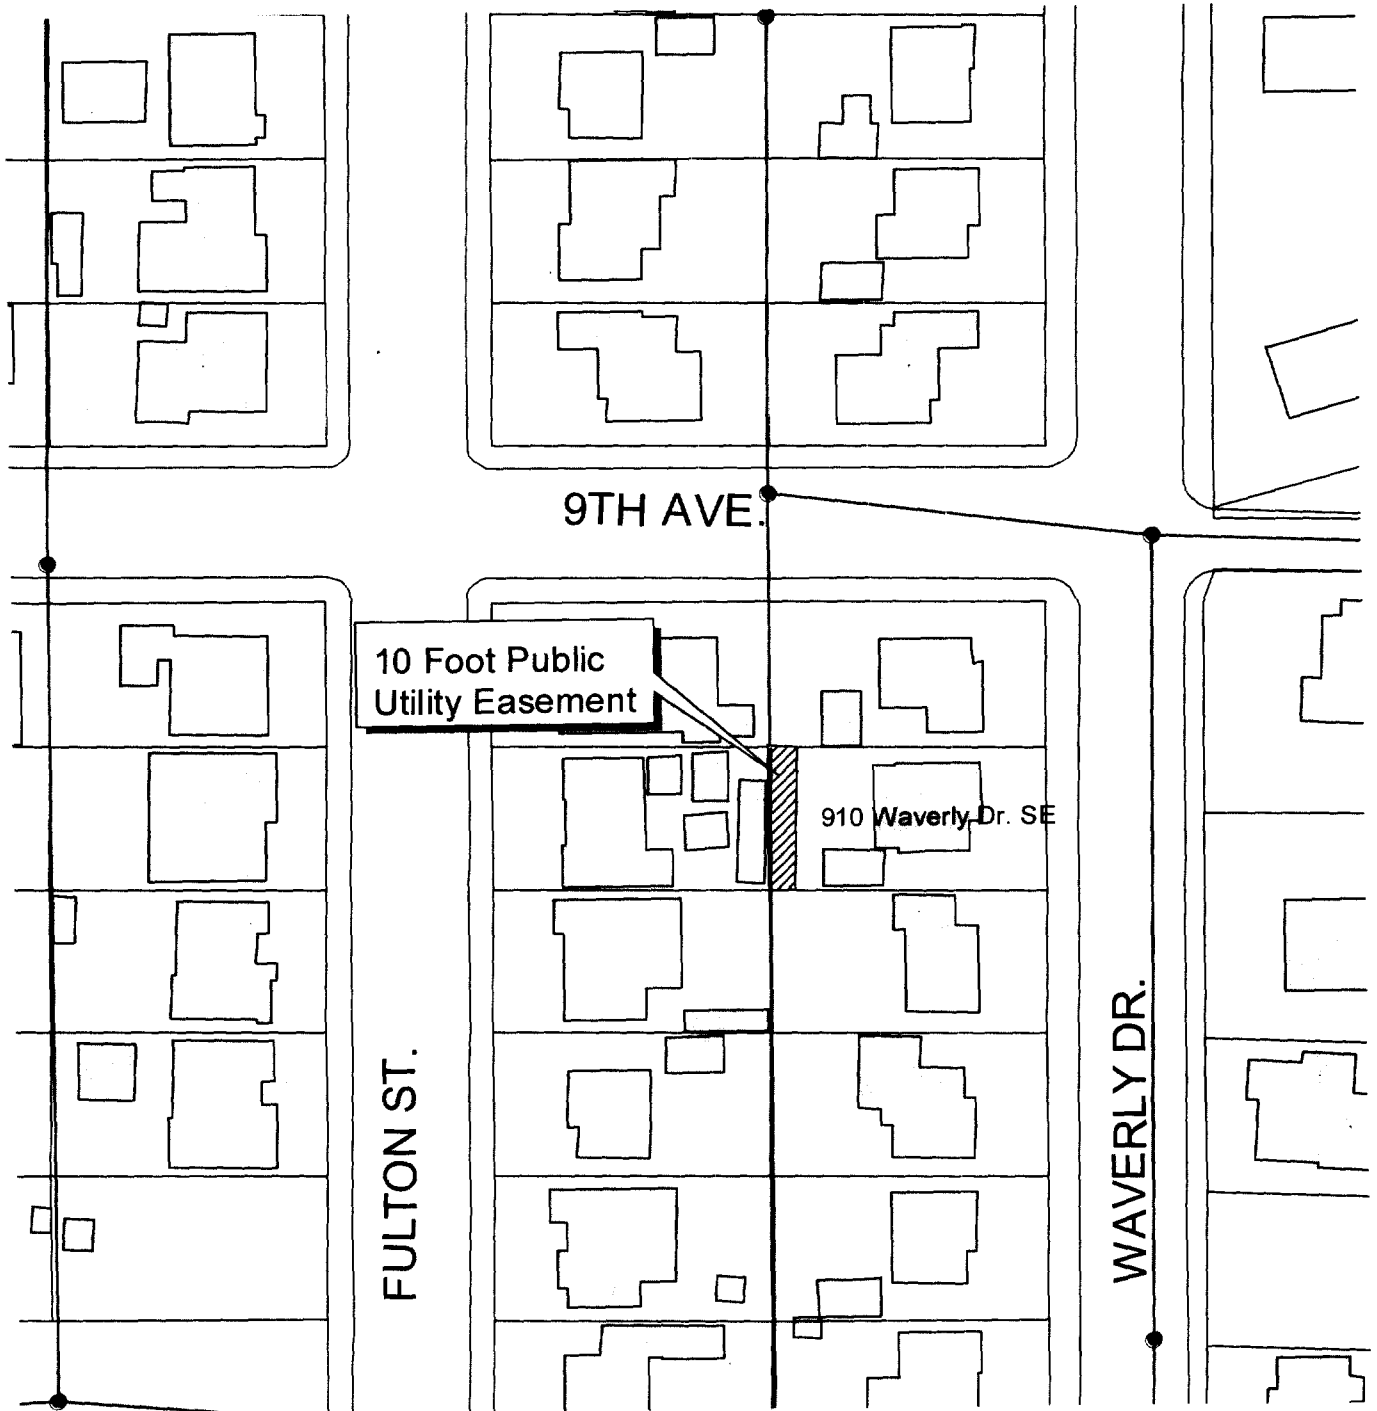 9TH AVE.
10 Foot Public
Utility Easement
910 Waverly Dr. SE
FULTON ST.
WAVERLY DR.